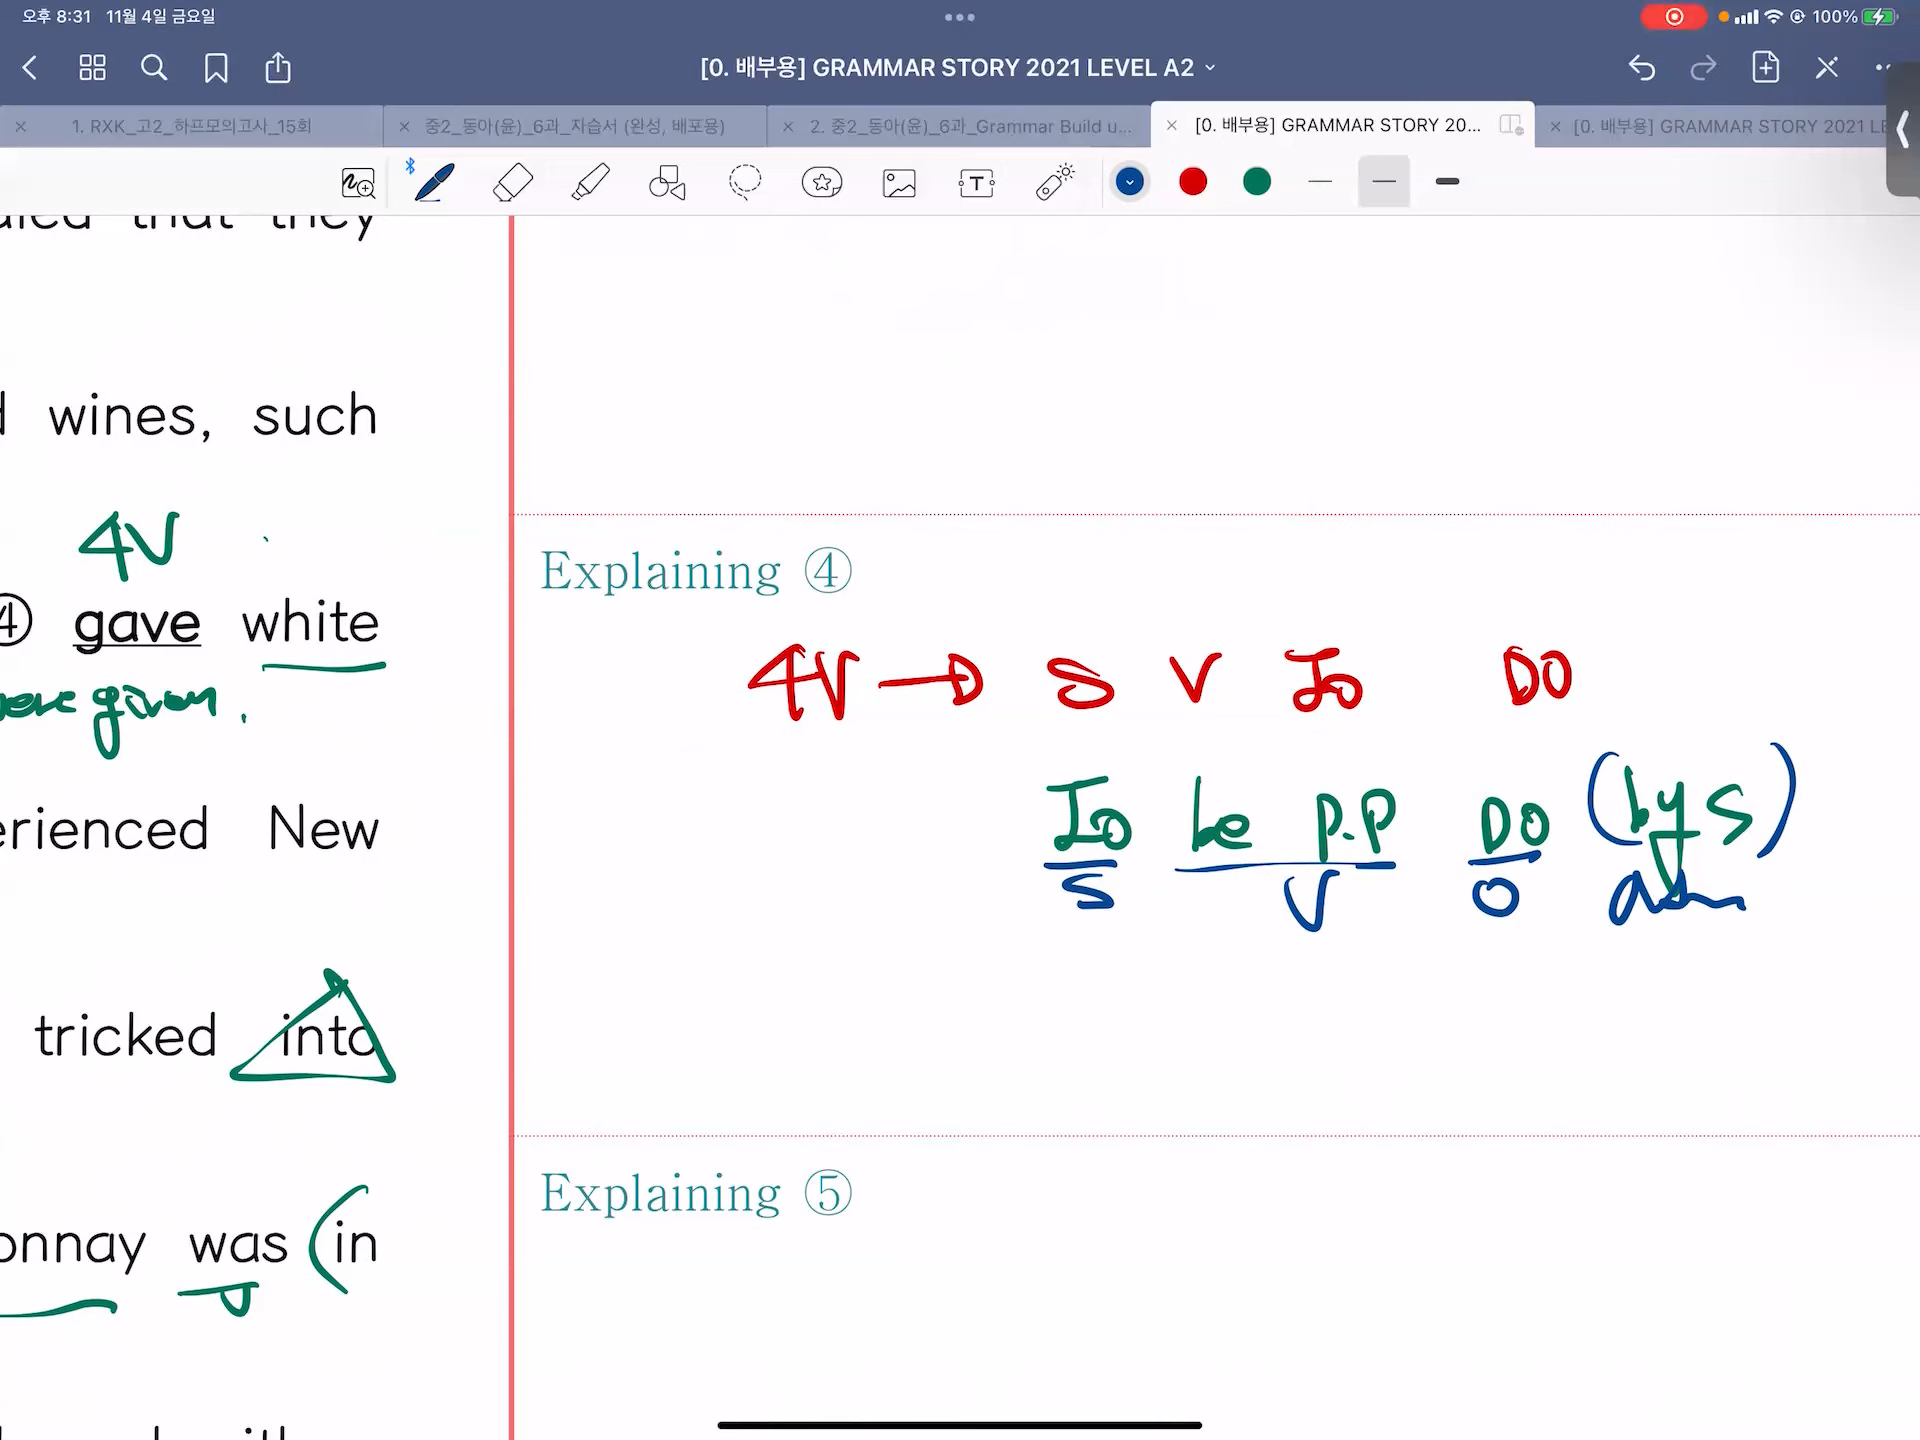 오후 8:31 11월 4일 금요일
100%
[0. 배부용] GRAMMAR STORY 2021 LEVEL A2
1. RXK_고2_하프모의고사_15회
중2_동아(윤)_6과_자습서 (완성, 배포용)
2. 중2_동아(윤)_6과_Grammar Build u...
[0. 배부용] GRAMMAR STORY 20...
[0. 배부용] GRAMMAR STORY 2021 LE
that they
wines, such
4V
④ gave white
given.
erienced New
tricked into
onnay was (in
V
Explaining ④
4V → S V IO DO
IO be p.p DO (by S)
S V O
Explaining ⑤